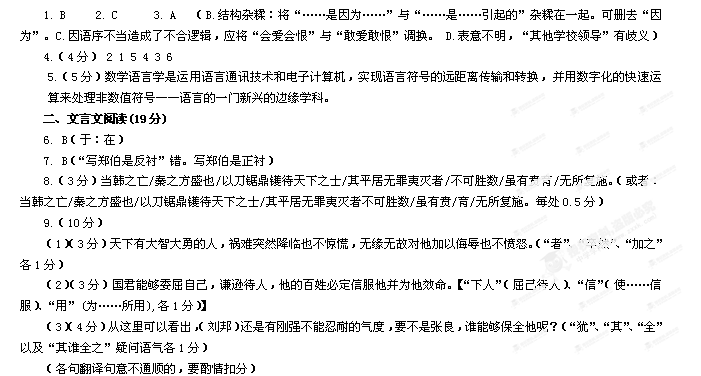 1. B 2. C 3. A (B.结构杂糅：将“……是因为……”与“……是……引起的”杂糅在一起。可删去“因
为”。C.因语序不当造成了不合逻辑，应将“会爱会恨”与“敢爱敢恨”调换。 D.表意不明，“其他学校领导”有歧义)
4.(4分) 2 1 5 4 3 6
5.(5分)数学语言学是运用语言通讯技术和电子计算机，实现语言符号的远距离传输和转换，并用数字化的快速运
算来处理非数值符号——语言的一门新兴的边缘学科。
二、文言文阅读(19分)
6. B(于：在)
7. B(“写郑伯是反衬”错。写郑伯是正衬)
8.(3分)当韩之亡/秦之方盛也/以刀锯鼎镬待天下之士/其平居无罪夷灭者/不可胜数/虽有贲育/无所复施。(或者：
当韩之亡/秦之方盛也/以刀锯鼎镬待天下之士/其平居无罪夷灭者不可胜数/虽有贲/育/无所复施。每处0.5分)
9.(10分)
(1)(3分)天下有大智大勇的人，祸难突然降临也不惊慌，无缘无故对他加以侮辱也不愤怒。(“者”、“卒然”、“加之”
各1分)
(2)(3分)国君能够委屈自己，谦逊待人，他的百姓必定信服他并为他效命。【“下人”(屈己待人)、“信”(使……信
服)、“用” (为……所用),各1分)】
(3)(4分)从这里可以看出，(刘邦)还是有刚强不能忍耐的气度，要不是张良，谁能够保全他呢？(“犹”、“其”、“全”
以及“其谁全之”疑问语气各1分)
(各句翻译句意不通顺的，要酌情扣分)